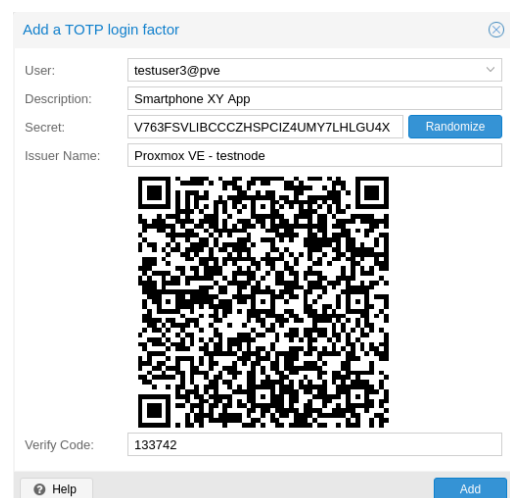 Add a TOTP login factor
User: testuser3@pve
Description: Smartphone XY App
Secret: V763FSVLIBCCCZHSPCIZ4UMY7LHLGU4X Randomize
Issuer Name: Proxmox VE - testnode
Verify Code: 133742
Help Add